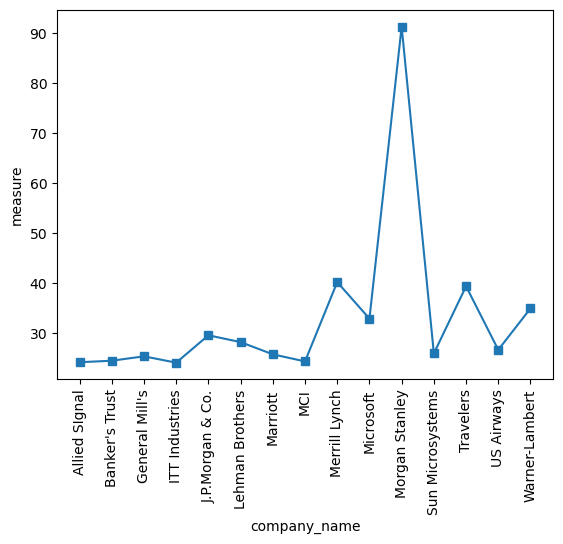 90
80
70
60
50
40
30
measure
Allied SIgnal
Banker's Trust
General Mill's
ITT Industries
J.P.Morgan & Co.
Lehman Brothers
Marriott
MCI
Merrill Lynch
Microsoft
Morgan Stanley
Sun Microsystems
Travelers
US Airways
Warner-Lambert
company_name